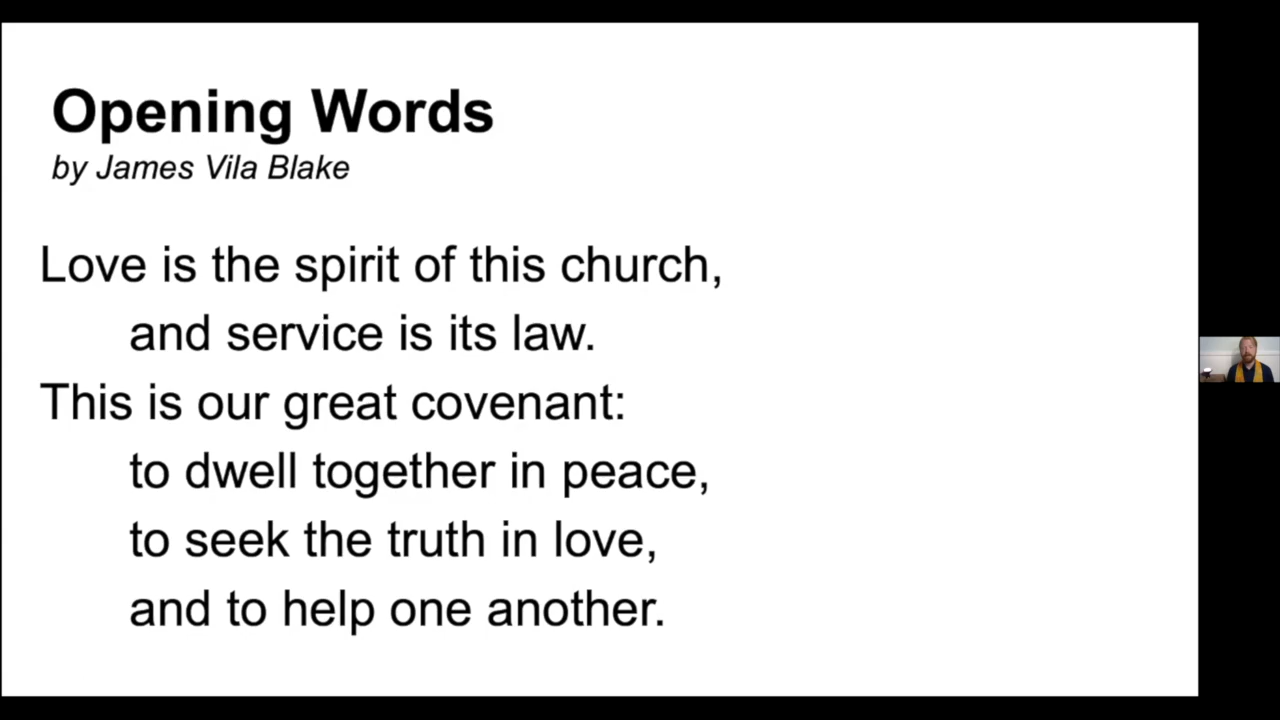 Opening Words
by James Vila Blake
Love is the spirit of this church,
and service is its law.
This is our great covenant:
to dwell together in peace,
to seek the truth in love,
and to help one another.